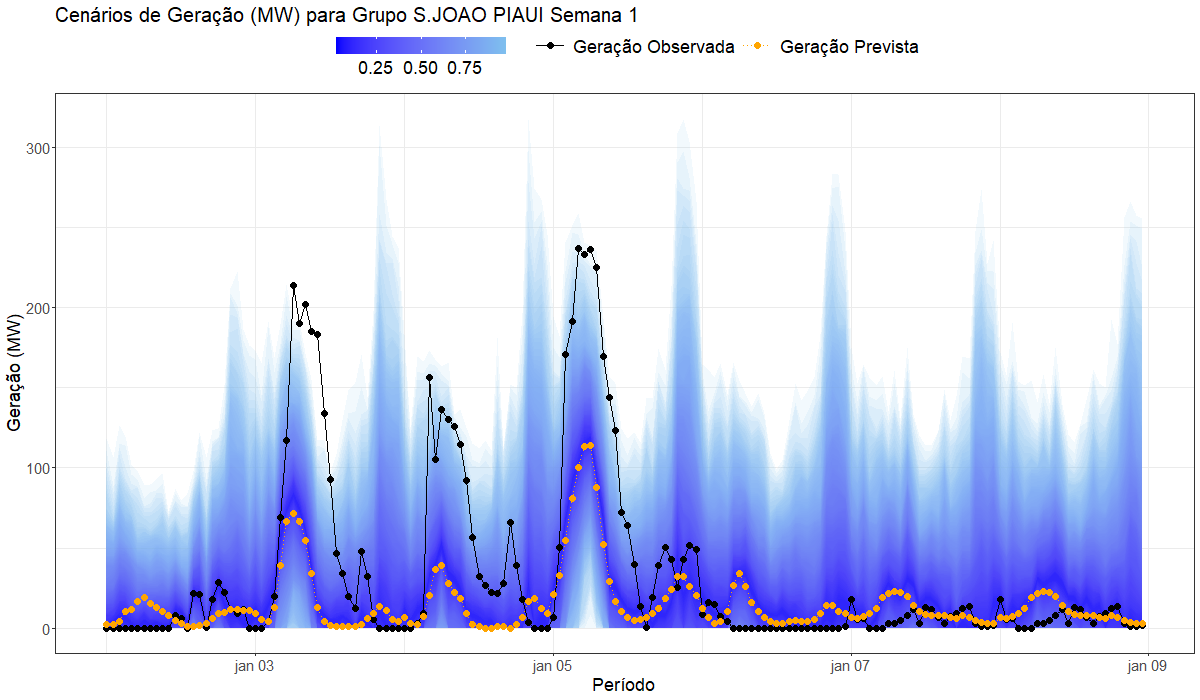 Cenários de Geração (MW) para Grupo S.JOAO PIAUI Semana 1
0.25 0.50 0.75 Geração Observada Geração Prevista
300
200
100
0
Geração (MW)
jan 03 jan 05 jan 07 jan 09
Período